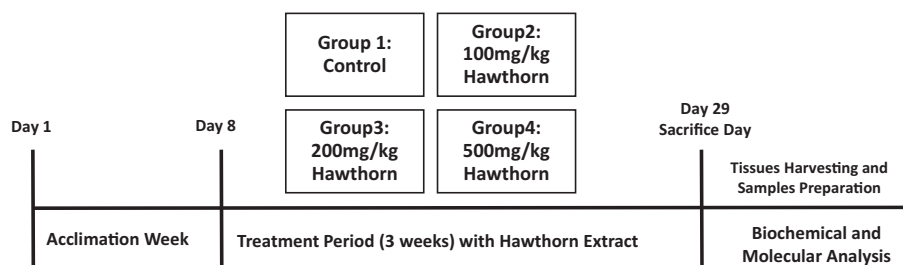 Group 1:
Control
Group2:
100mg/kg
Hawthorn
Group3:
200mg/kg
Hawthorn
Group4:
500mg/kg
Hawthorn
Day 1
Day 8
Day 29
Sacrifice Day
Tissues Harvesting and
Samples Preparation
Acclimation Week
Treatment Period (3 weeks) with Hawthorn Extract
Biochemical and
Molecular Analysis